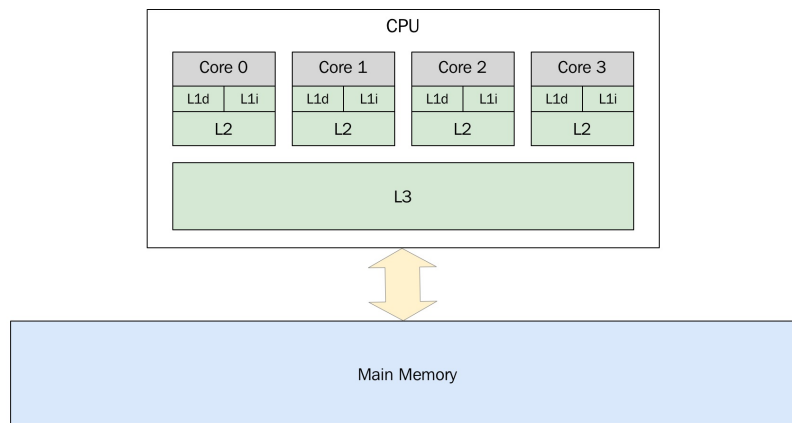 CPU
Core 0 Core 1 Core 2 Core 3
L1d L1i L1d L1i L1d L1i L1d L1i
L2 L2 L2 L2
L3
Main Memory